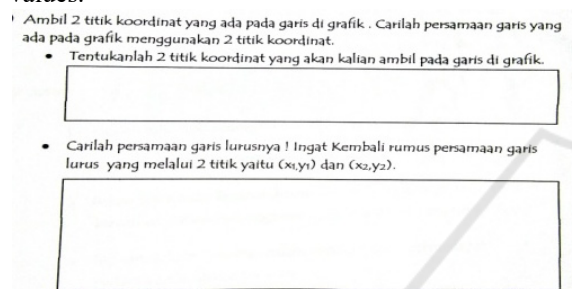 Ambil 2 titik koordinat yang ada pada garis di grafik . Carilah persamaan garis yang
ada pada grafik menggunakan 2 titik koordinat.
• Tentukanlah 2 titik koordinat yang akan kalian ambil pada garis di grafik.
• Carilah persamaan garis lurusnya ! Ingat Kembali rumus persamaan garis
lurus yang melalui 2 titik yaitu (x₁,y₁) dan (x₂,y₂).